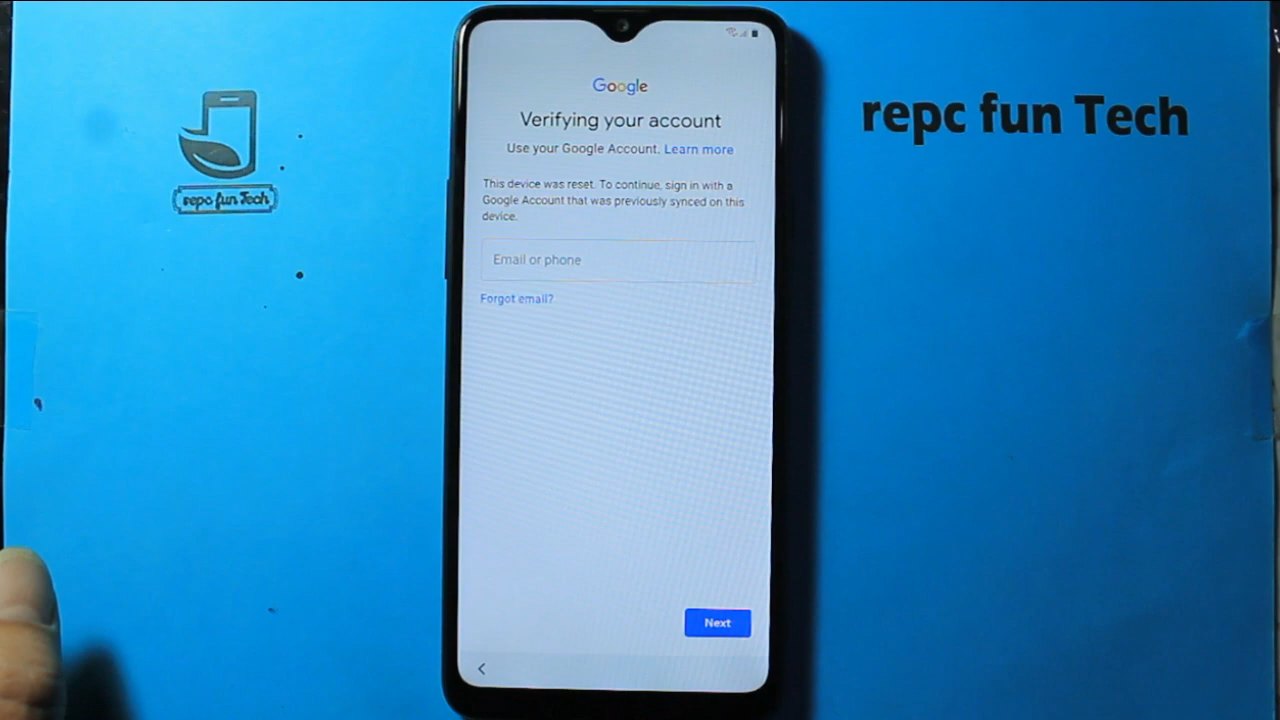 repc fun Tech
repc fun Tech
Google
Verifying your account
Use your Google Account. Learn more
This device was reset. To continue, sign in with a
Google Account that was previously synced on this
device.
Email or phone
Forgot email?
Next